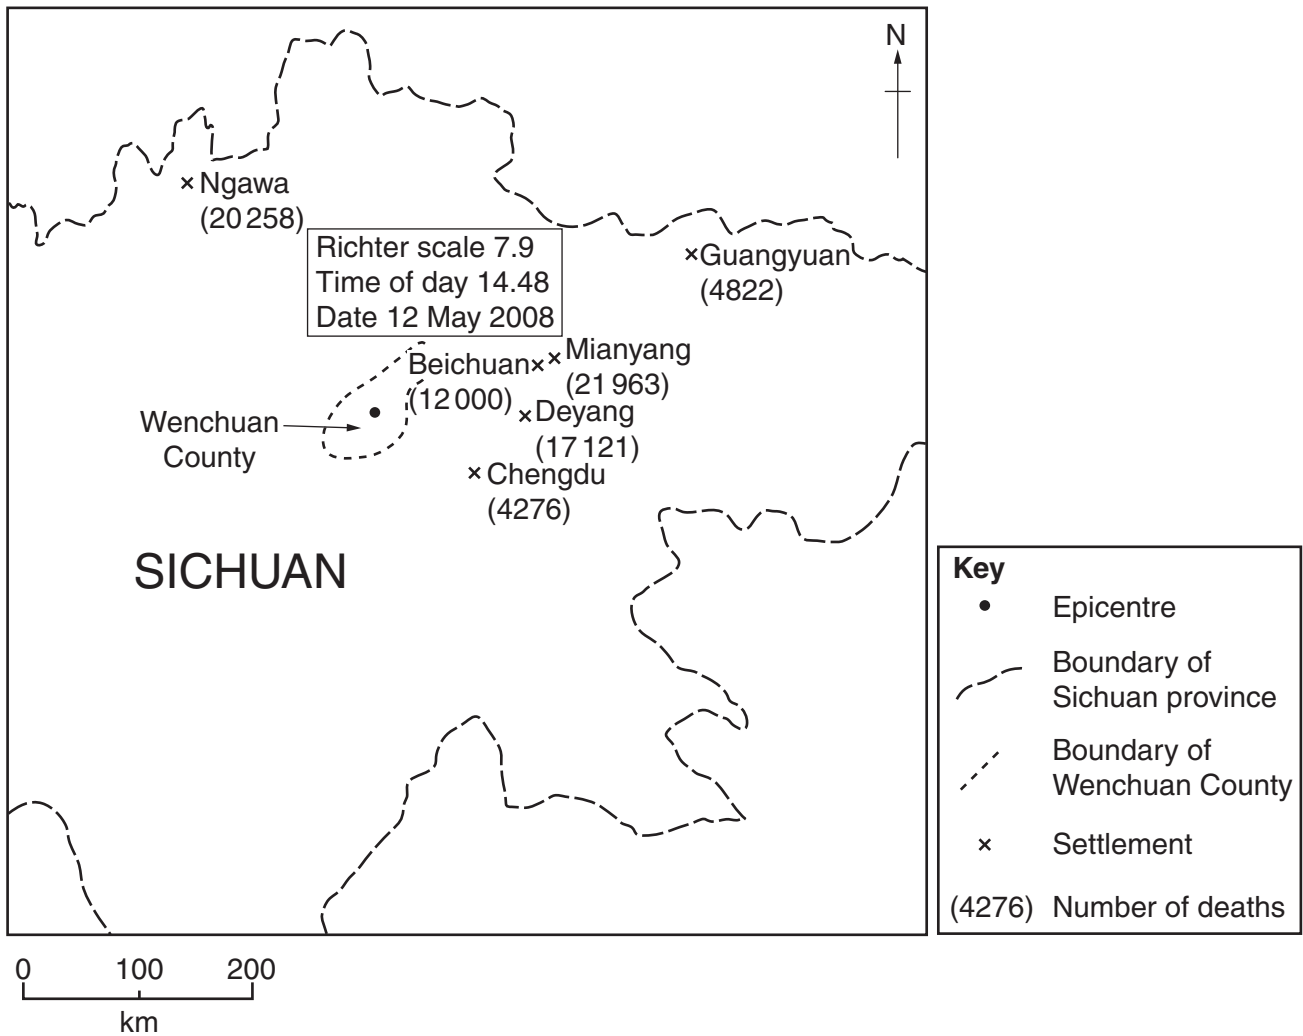 N
Ngawa
(20 258)
Richter scale 7.9
Time of day 14.48
Date 12 May 2008
Guangyuan
(4822)
Beichuan
(12 000)
Mianyang
(21 963)
Deyang
(17 121)
Wenchuan
County
Chengdu
(4276)
SICHUAN
Key
Epicentre
Boundary of
Sichuan province
Boundary of
Wenchuan County
Settlement
(4276) Number of deaths
0 100 200
km